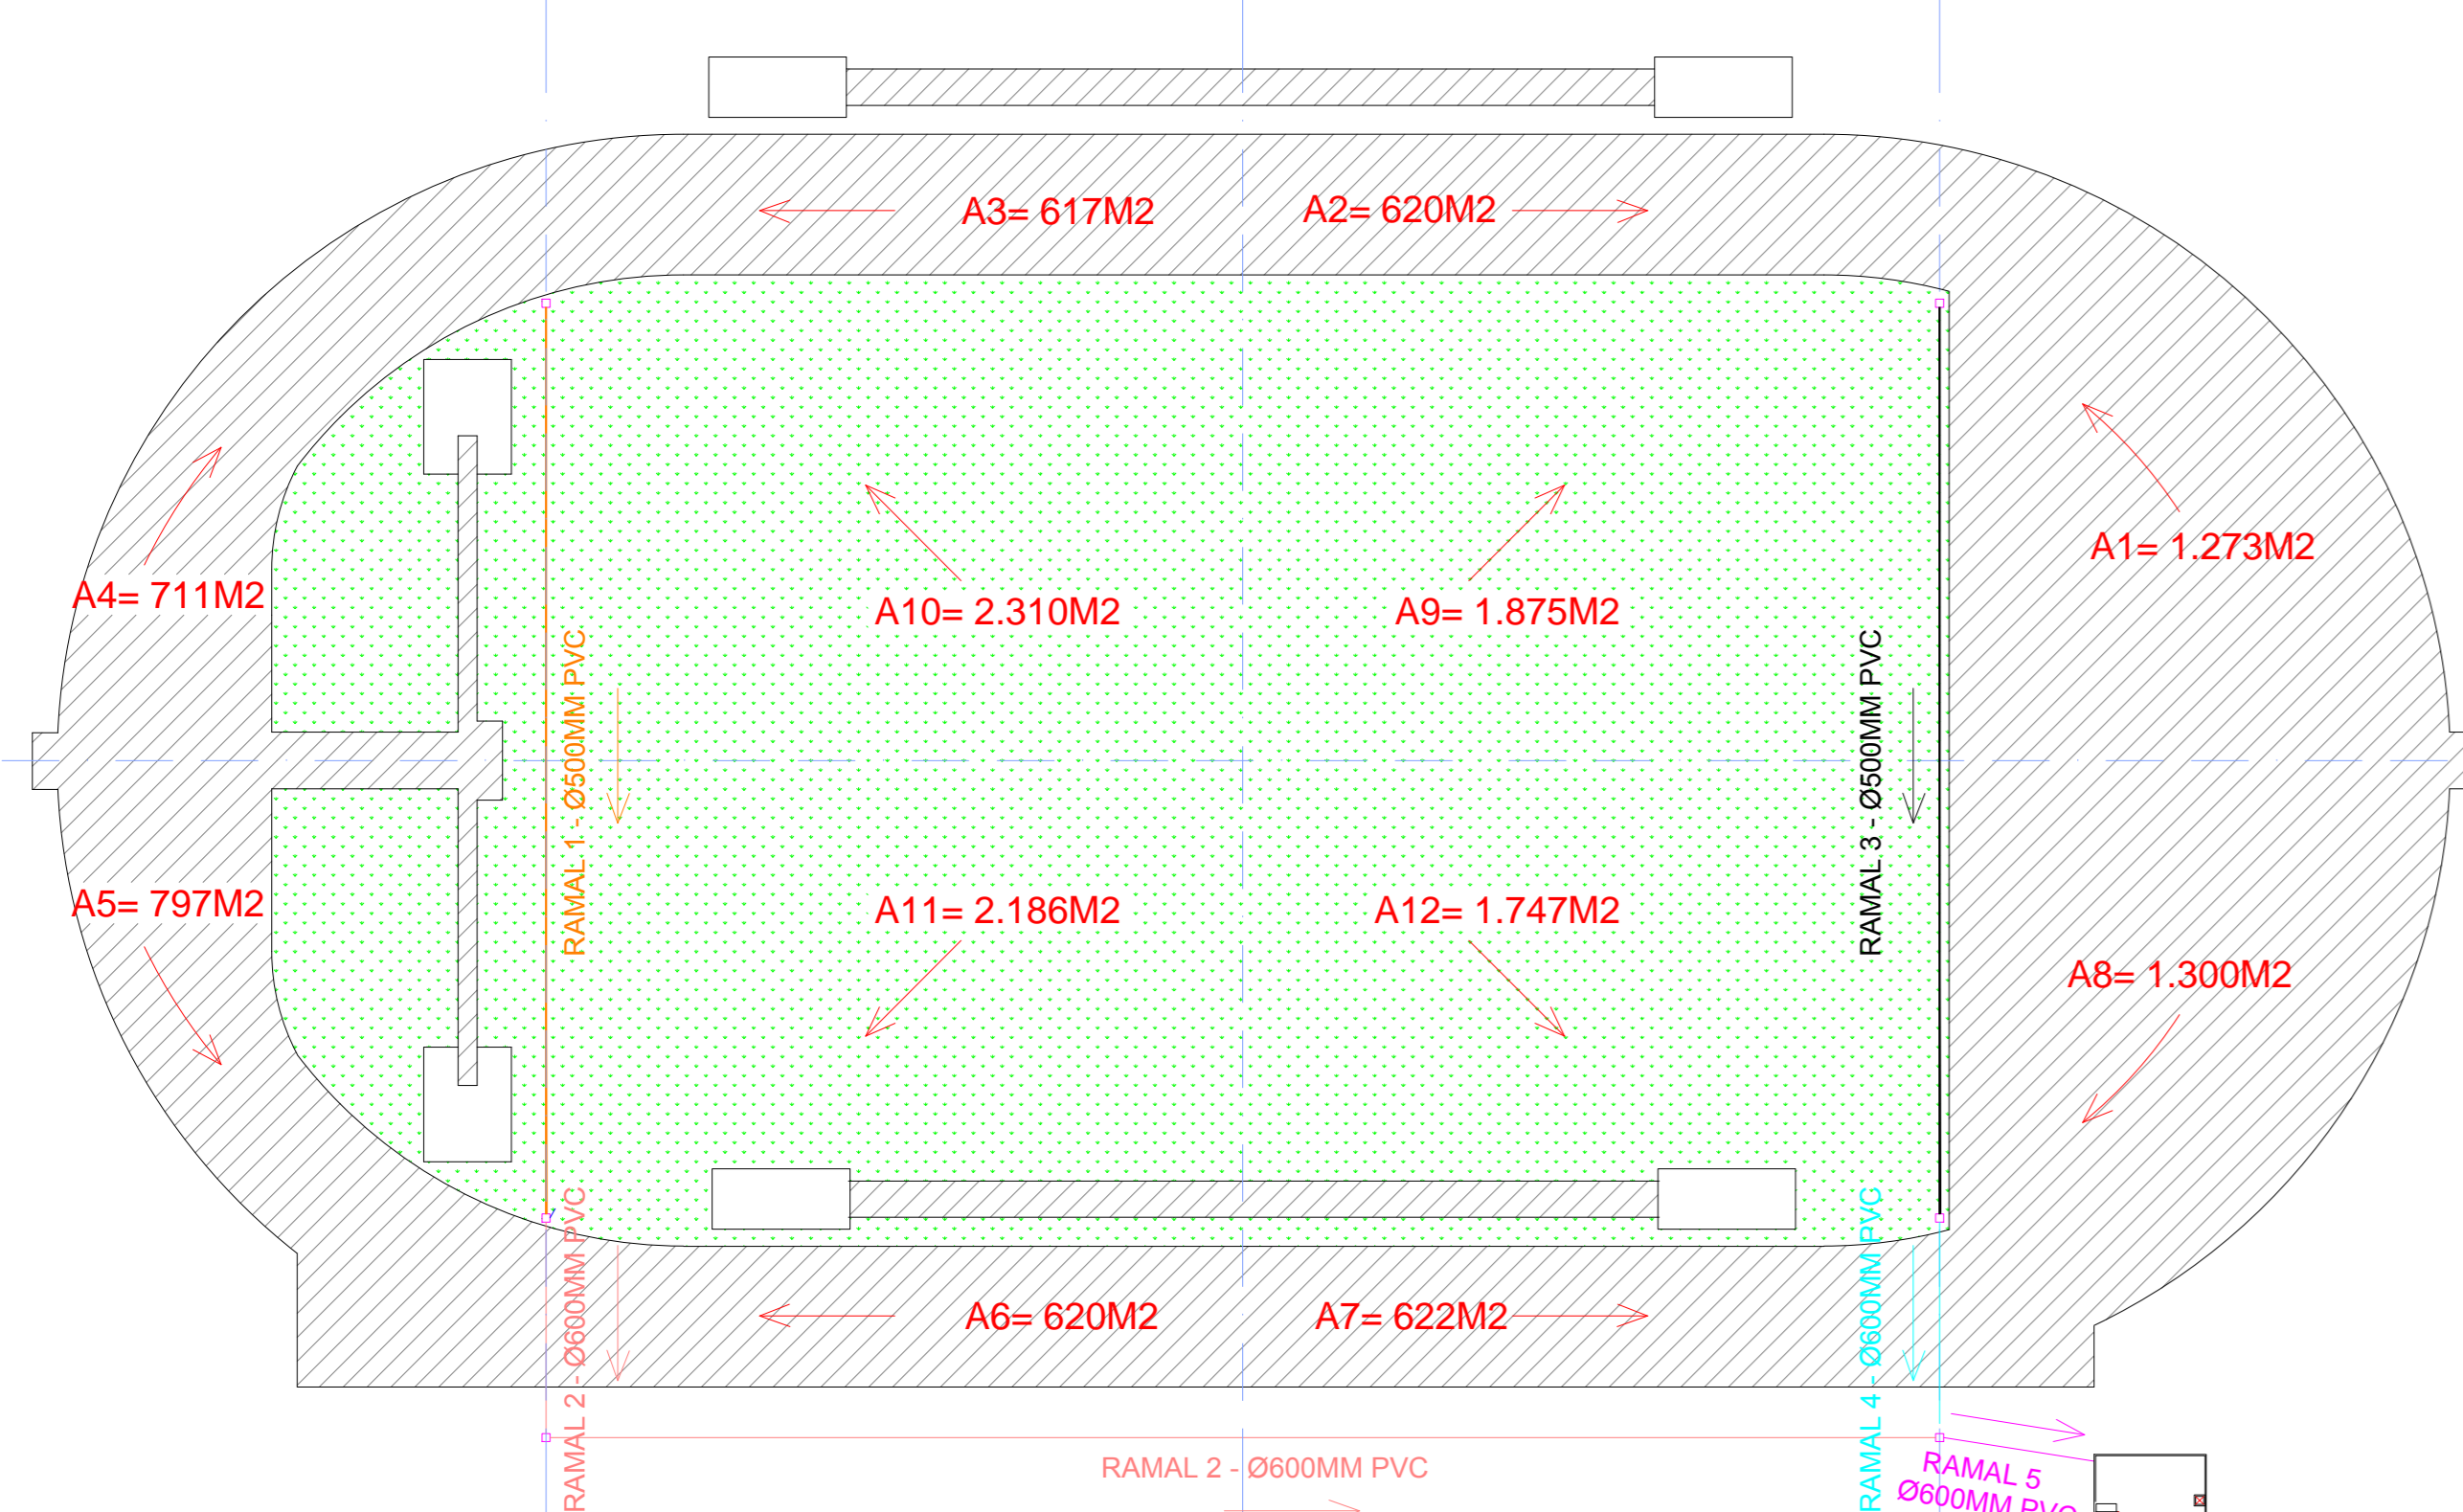 A3= 617M2
A2= 620M2
A1= 1.273M2
A4= 711M2
A10= 2.310M2
A9= 1.875M2
RAMAL 1 - Ø500MM PVC
RAMAL 3 - Ø500MM PVC
A5= 797M2
A11= 2.186M2
A12= 1.747M2
A8= 1.300M2
A6= 620M2
A7= 622M2
RAMAL 2 - Ø600MM PVC
RAMAL 4 - Ø600MM PVC
RAMAL 2 - Ø600MM PVC
RAMAL 5
Ø600MM PVC